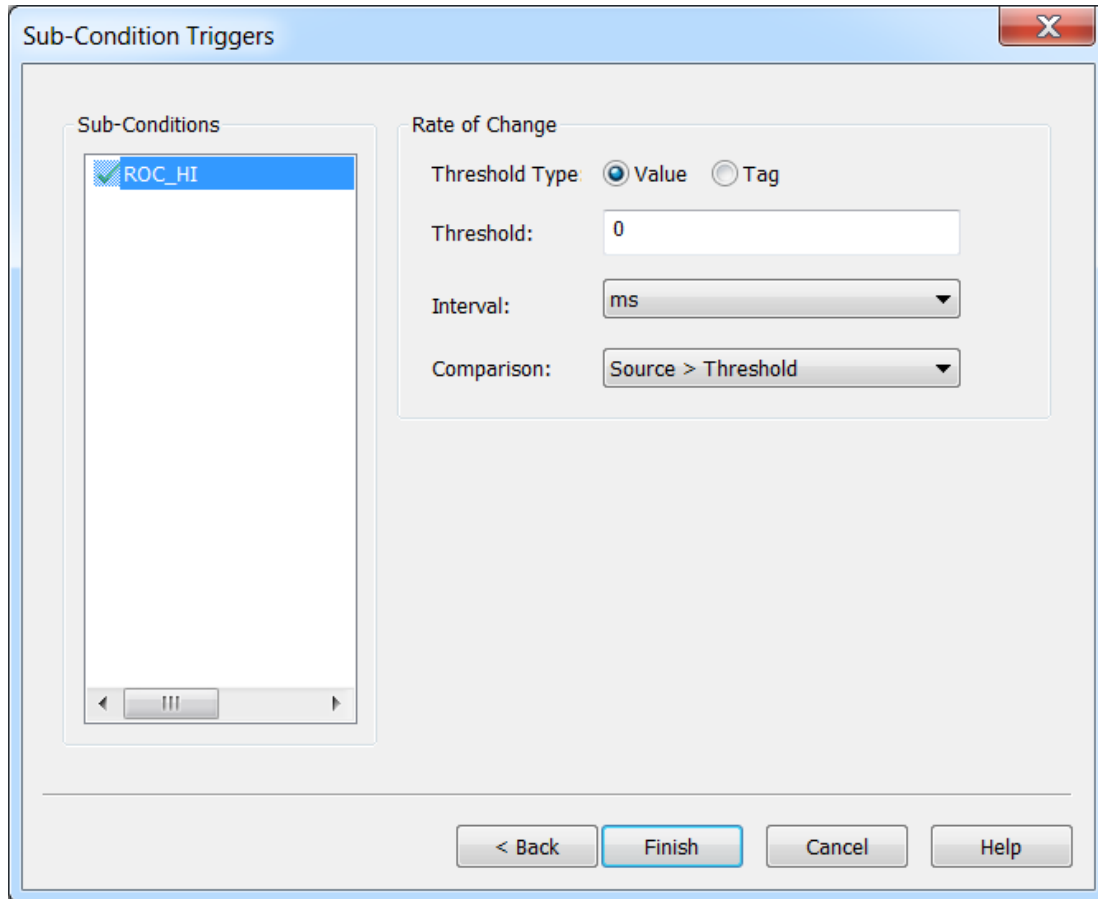 Sub-Condition Triggers
Sub-Conditions
ROC_HI
Rate of Change
Threshold Type: Value Tag
Threshold: 0
Interval: ms
Comparison: Source > Threshold
< Back Finish Cancel Help